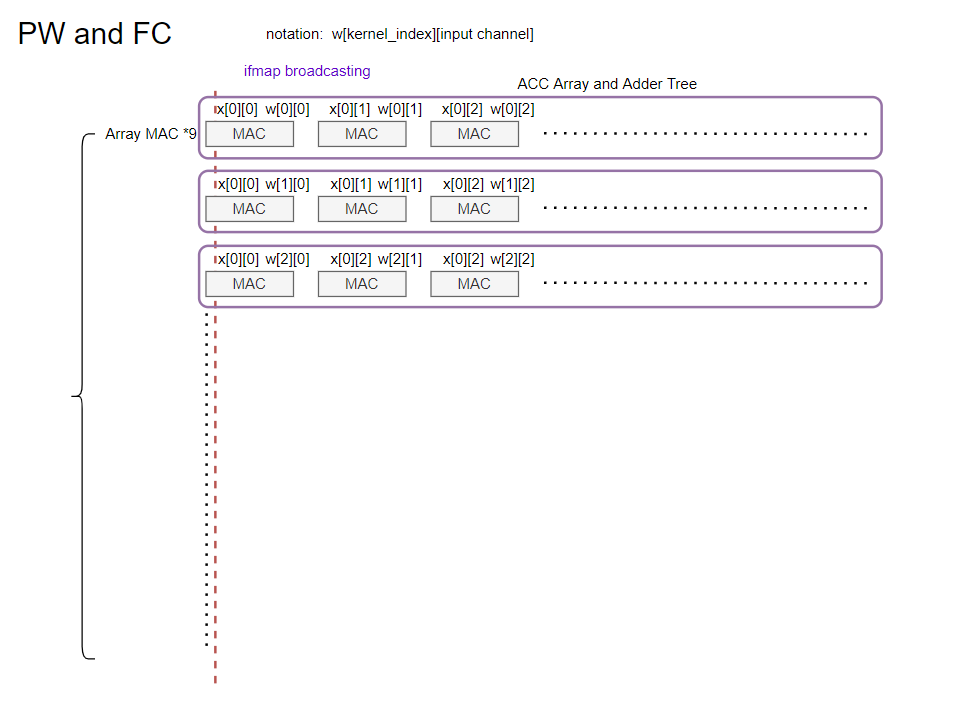 PW and FC
notation: w[kernel_index][input channel]
ifmap broadcasting
ACC Array and Adder Tree
x[0][0] w[0][0] x[0][1] w[0][1] x[0][2] w[0][2]
Array MAC *9
MAC MAC MAC
x[0][0] w[1][0] x[0][1] w[1][1] x[0][2] w[1][2]
MAC MAC MAC
x[0][0] w[2][0] x[0][2] w[2][1] x[0][2] w[2][2]
MAC MAC MAC